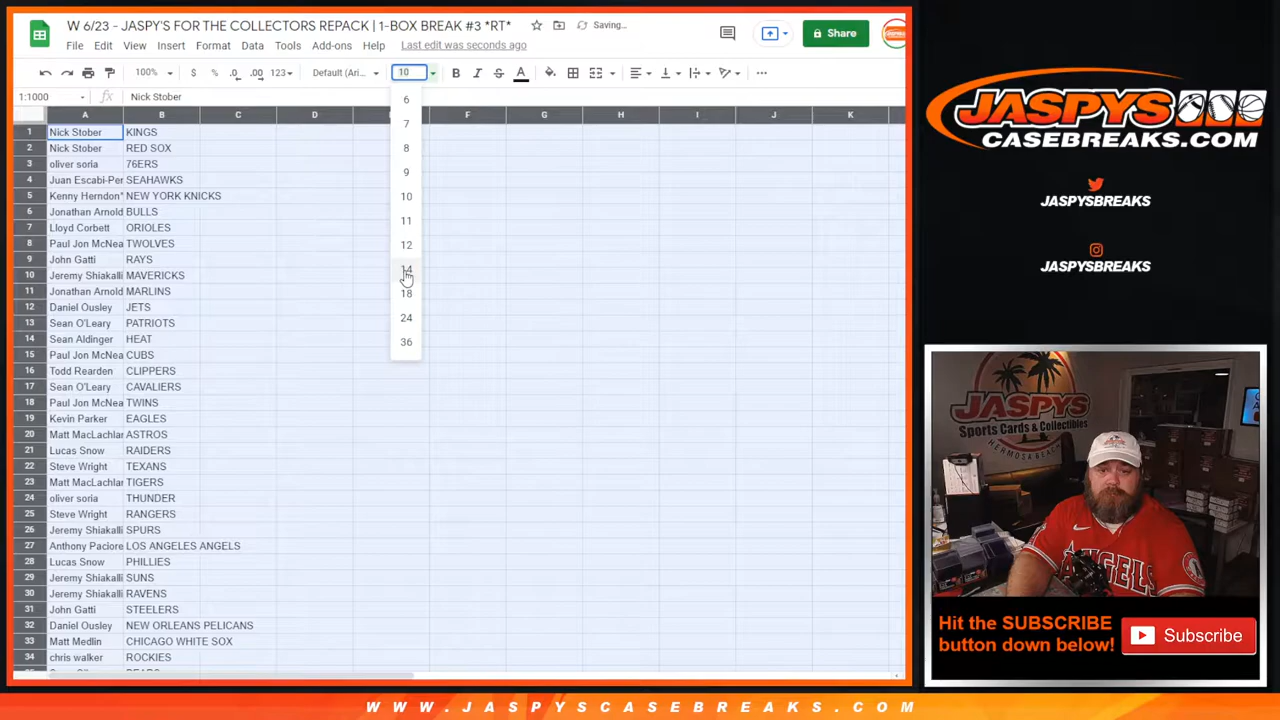 W 6/23 - JASPY'S FOR THE COLLECTORS REPACK | 1-BOX BREAK #3 *RT*
Saving...
File Edit View Insert Format Data Tools Add-ons Help Last edit was seconds ago
Share
100% $ % .0 .00 123 Default (Ari... 10 B I S A
1:1000 fx Nick Stober
A B C D F G H I J K
1 Nick Stober KINGS
2 Nick Stober RED SOX
3 oliver soria 76ERS
4 Juan Escabi-Per SEAHAWKS
5 Kenny Herndon* NEW YORK KNICKS
6 Jonathan Arnold BULLS
7 Lloyd Corbett ORIOLES
8 Paul Jon McNea TWOLVES
9 John Gatti RAYS
10 Jeremy Shiakalli MAVERICKS
11 Jonathan Arnold MARLINS
12 Daniel Ousley JETS
13 Sean O'Leary PATRIOTS
14 Sean Aldinger HEAT
15 Paul Jon McNea CUBS
16 Todd Rearden CLIPPERS
17 Sean O'Leary CAVALIERS
18 Paul Jon McNea TWINS
19 Kevin Parker EAGLES
20 Matt MacLachlan ASTROS
21 Lucas Snow RAIDERS
22 Steve Wright TEXANS
23 Matt MacLachlan TIGERS
24 oliver soria THUNDER
25 Steve Wright RANGERS
26 Jeremy Shiakalli SPURS
27 Anthony Paciore LOS ANGELES ANGELS
28 Lucas Snow PHILLIES
29 Jeremy Shiakalli SUNS
30 Jeremy Shiakalli RAVENS
31 John Gatti STEELERS
32 Daniel Ousley NEW ORLEANS PELICANS
33 Matt Medlin CHICAGO WHITE SOX
34 chris walker ROCKIES
6
7
8
9
10
11
12
14
18
24
36
JASPYS
CASEBREAKS.COM
JASPYSBREAKS
JASPYSBREAKS
JASPYS
Sports Cards & Collectibles
HERMOSA BEACH
ANGELS
Hit the SUBSCRIBE
button down below!
Subscribe
WWW.JASPYSCASEBREAKS.COM